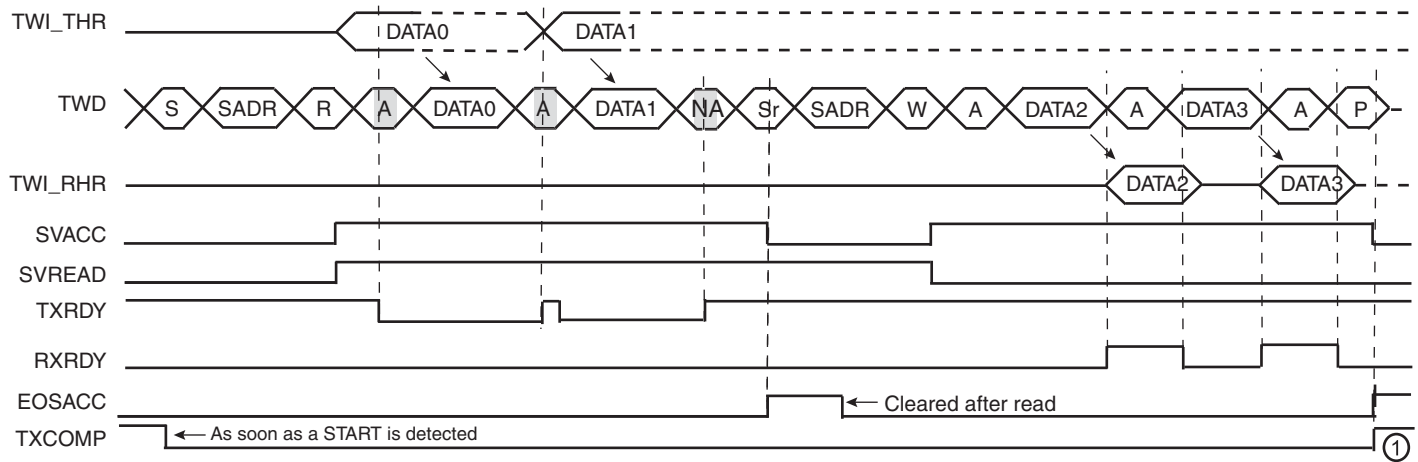 TWI_THR DATA0 DATA1
TWD S SADR R A DATA0 A DATA1 NA Sr SADR W A DATA2 A DATA3 A P
TWI_RHR DATA2 DATA3
SVACC
SVREAD
TXRDY
RXRDY
EOSACC Cleared after read
TXCOMP As soon as a START is detected 1